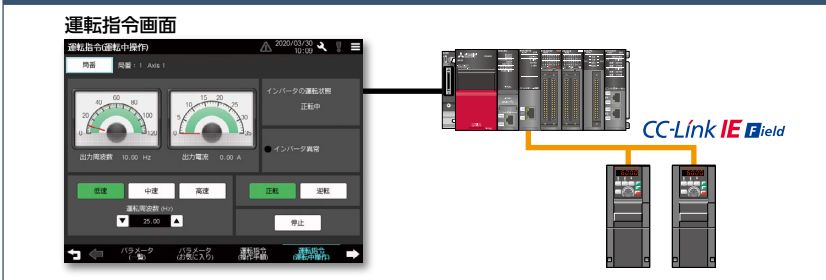 運転指令画面
運転指令(運転中操作)
2020/03/30
10:09
局番
局番：1 Axis 1
40
60
80
20
100
0
120
出力周波数 10.00 Hz
15
20
10
25
5
30
0
35
出力電流 0.00 A
インバータの運転状態
正転中
インバータ異常
低速
中速
高速
運転周波数 (Hz)
25.00
正転
逆転
停止
パラメータ
(一覧)
パラメータ
(お気に入り)
運転指令
(操作手順)
運転指令
(運転中操作)
CC-Link IE Field